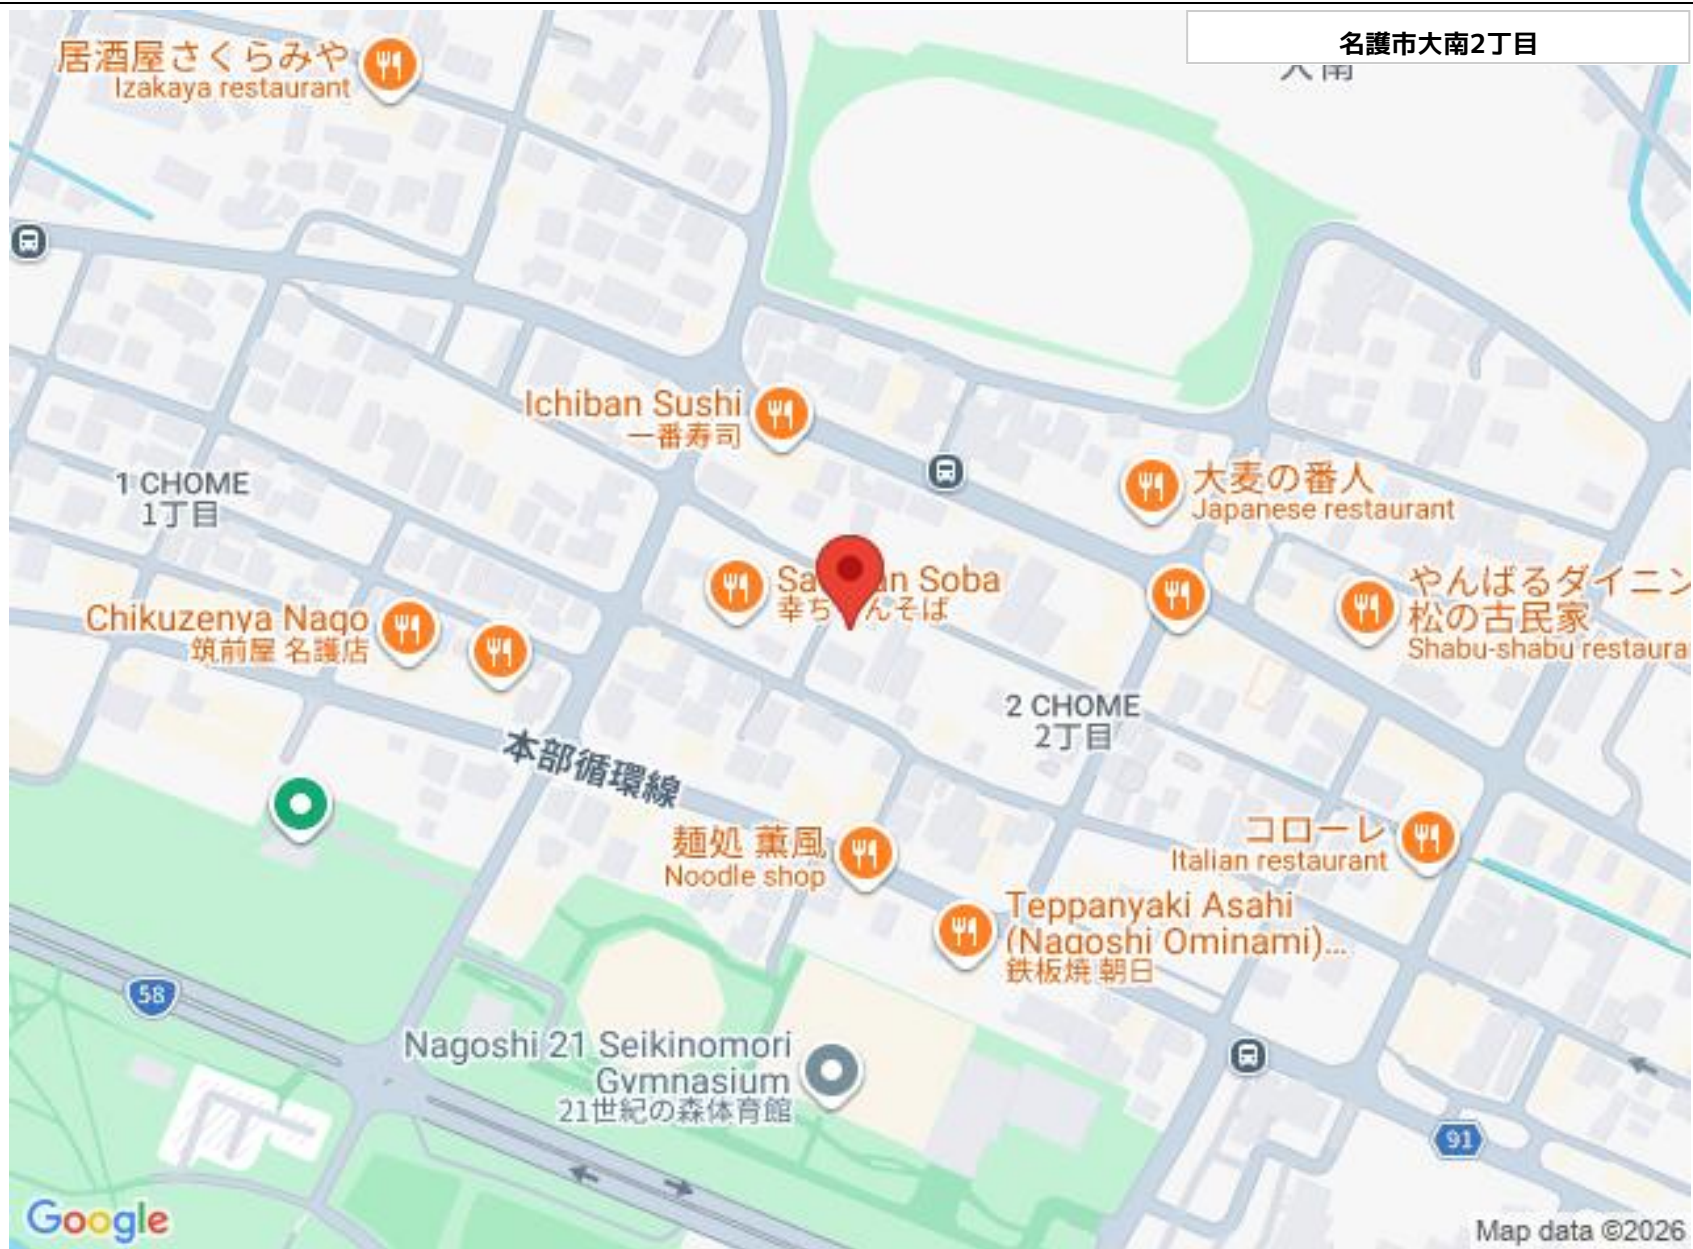 名護市大南2丁目
大南
居酒屋さくらみや
Izakaya restaurant
Ichiban Sushi
一番寿司
1 CHOME
1丁目
大麦の番人
Japanese restaurant
Soba
んそば
やんばるダイニン
松の古民家
Shabu-shabu restaura
Chikuzenya Nago
筑前屋 名護店
2 CHOME
2丁目
本部循環線
麺処 薫風
Noodle shop
コローレ
Italian restaurant
Teppanyaki Asahi
(Nagoshi Ominami)...
鉄板焼 朝日
58
Nagoshi 21 Seikinomori
Gymnasium
21世紀の森体育館
91
Google
Map data ©2026